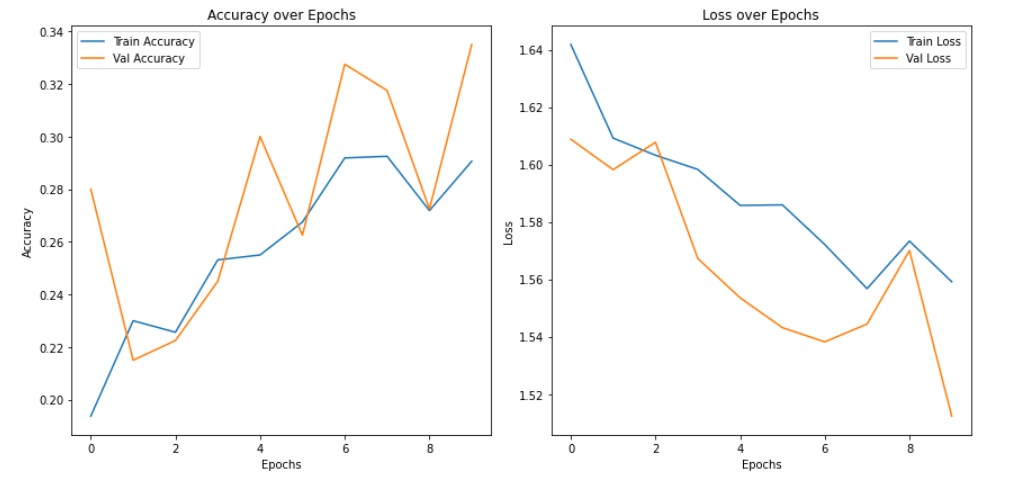 Accuracy over Epochs
Train Accuracy
Val Accuracy
0.34
0.32
0.30
0.28
0.26
0.24
0.22
0.20
Accuracy
0 2 4 6 8
Epochs
Loss over Epochs
Train Loss
Val Loss
1.64
1.62
1.60
1.58
1.56
1.54
1.52
Loss
0 2 4 6 8
Epochs